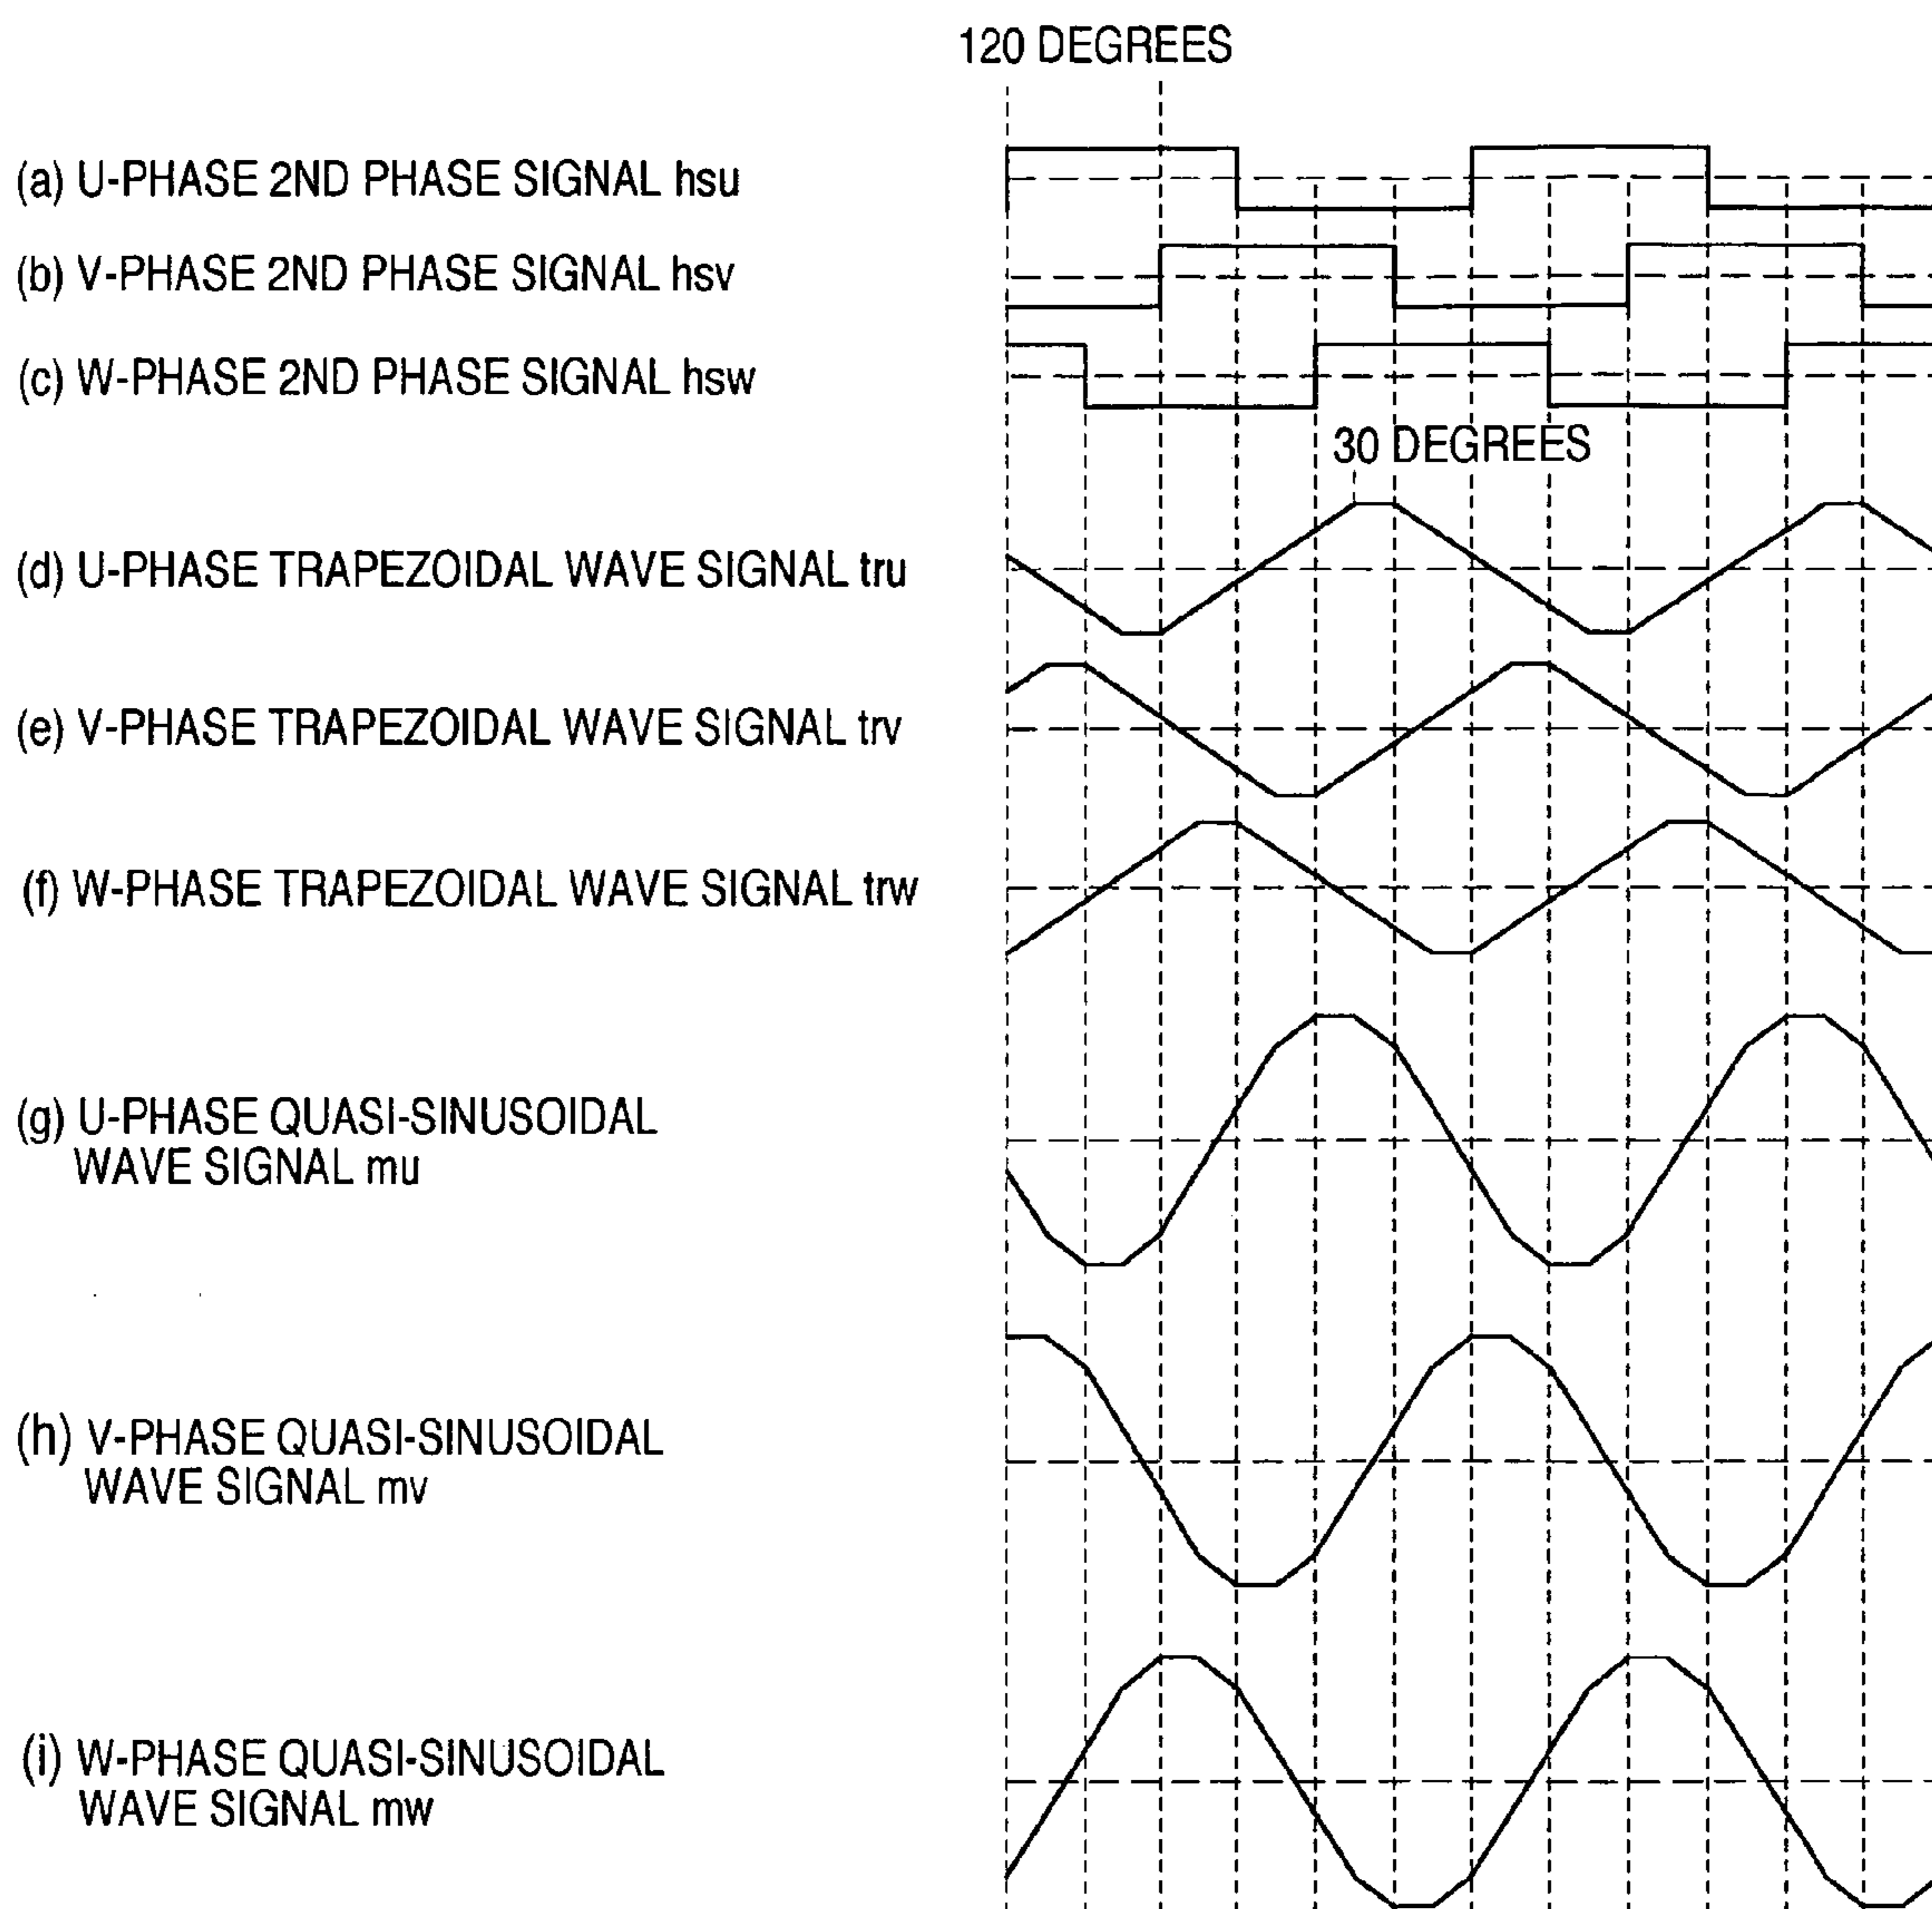 120 DEGREES
(a) U-PHASE 2ND PHASE SIGNAL hsu
(b) V-PHASE 2ND PHASE SIGNAL hsv
(c) W-PHASE 2ND PHASE SIGNAL hsw
30 DEGREES
(d) U-PHASE TRAPEZOIDAL WAVE SIGNAL tru
(e) V-PHASE TRAPEZOIDAL WAVE SIGNAL trv
(f) W-PHASE TRAPEZOIDAL WAVE SIGNAL trw
(g) U-PHASE QUASI-SINUSOIDAL
WAVE SIGNAL mu
(h) V-PHASE QUASI-SINUSOIDAL
WAVE SIGNAL mv
(i) W-PHASE QUASI-SINUSOIDAL
WAVE SIGNAL mw